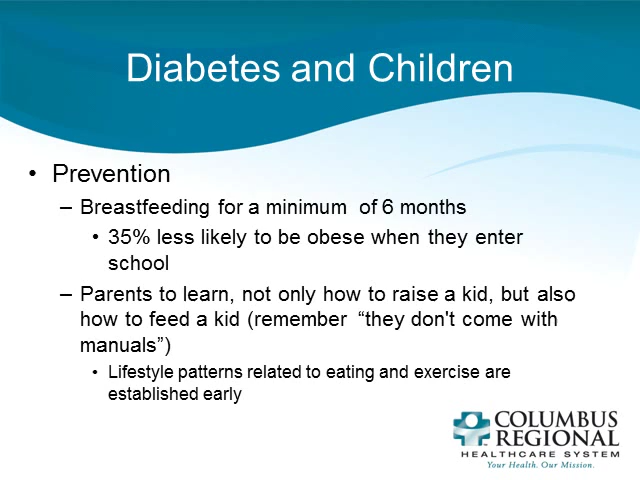 Diabetes and Children
• Prevention
– Breastfeeding for a minimum of 6 months
• 35% less likely to be obese when they enter
school
– Parents to learn, not only how to raise a kid, but also
how to feed a kid (remember “they don't come with
manuals”)
• Lifestyle patterns related to eating and exercise are
established early
COLUMBUS
REGIONAL
HEALTHCARE SYSTEM
Your Health. Our Mission.